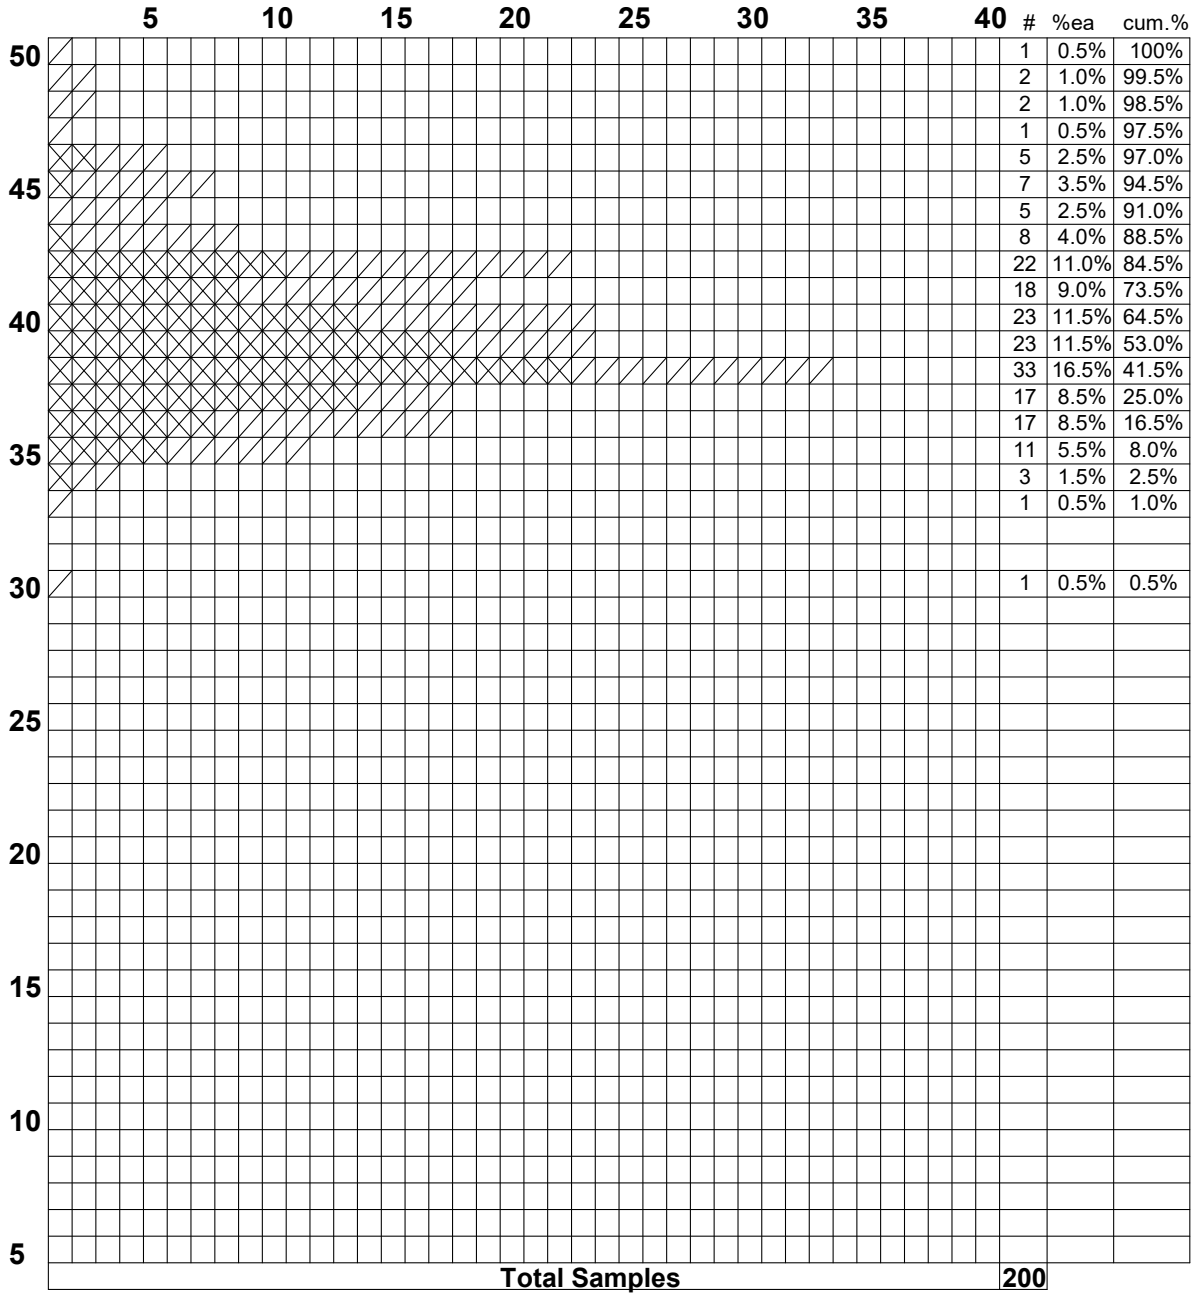 5 10 15 20 25 30 35 40 # %ea cum.%
50 1 0.5% 100%
2 1.0% 99.5%
2 1.0% 98.5%
1 0.5% 97.5%
5 2.5% 97.0%
45 7 3.5% 94.5%
5 2.5% 91.0%
8 4.0% 88.5%
22 11.0% 84.5%
18 9.0% 73.5%
40 23 11.5% 64.5%
23 11.5% 53.0%
33 16.5% 41.5%
17 8.5% 25.0%
17 8.5% 16.5%
35 11 5.5% 8.0%
3 1.5% 2.5%
1 0.5% 1.0%
30 1 0.5% 0.5%
25
20
15
10
5
Total Samples 200